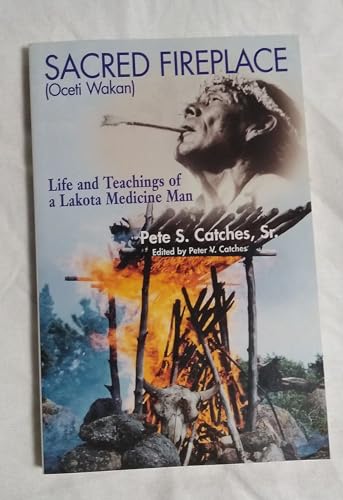 SACRED FIREPLACE
(Oceti Wakan)
Life and Teachings of
a Lakota Medicine Man
Pete S. Catches, Sr.
Edited by Peter V. Catches